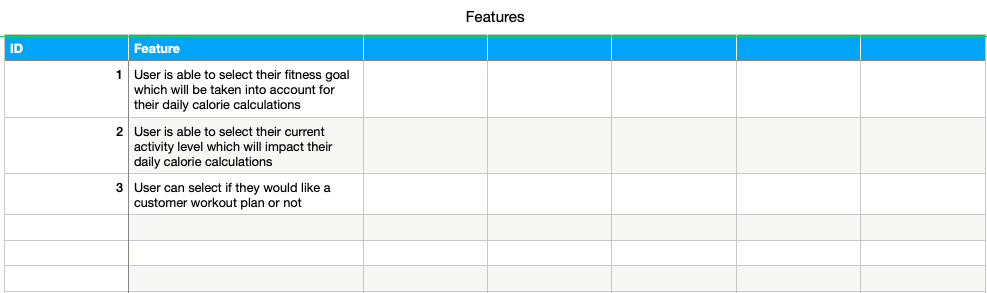 Features
ID Feature
1 User is able to select their fitness goal
which will be taken into account for
their daily calorie calculations
2 User is able to select their current
activity level which will impact their
daily calorie calculations
3 User can select if they would like a
customer workout plan or not